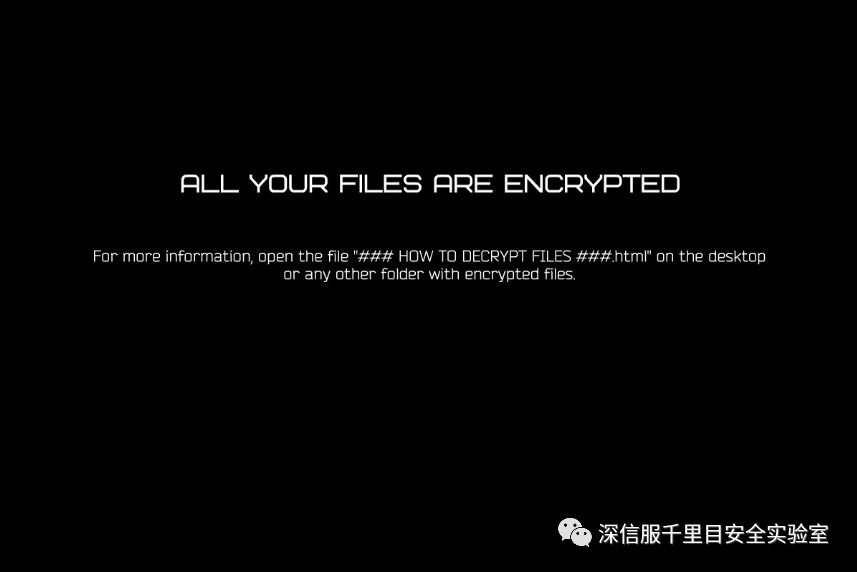 ALL YOUR FILES ARE ENCRYPTED
For more information, open the file "### HOW TO DECRYPT FILES ###.html" on the desktop
or any other folder with encrypted files.
深信服千里目安全实验室